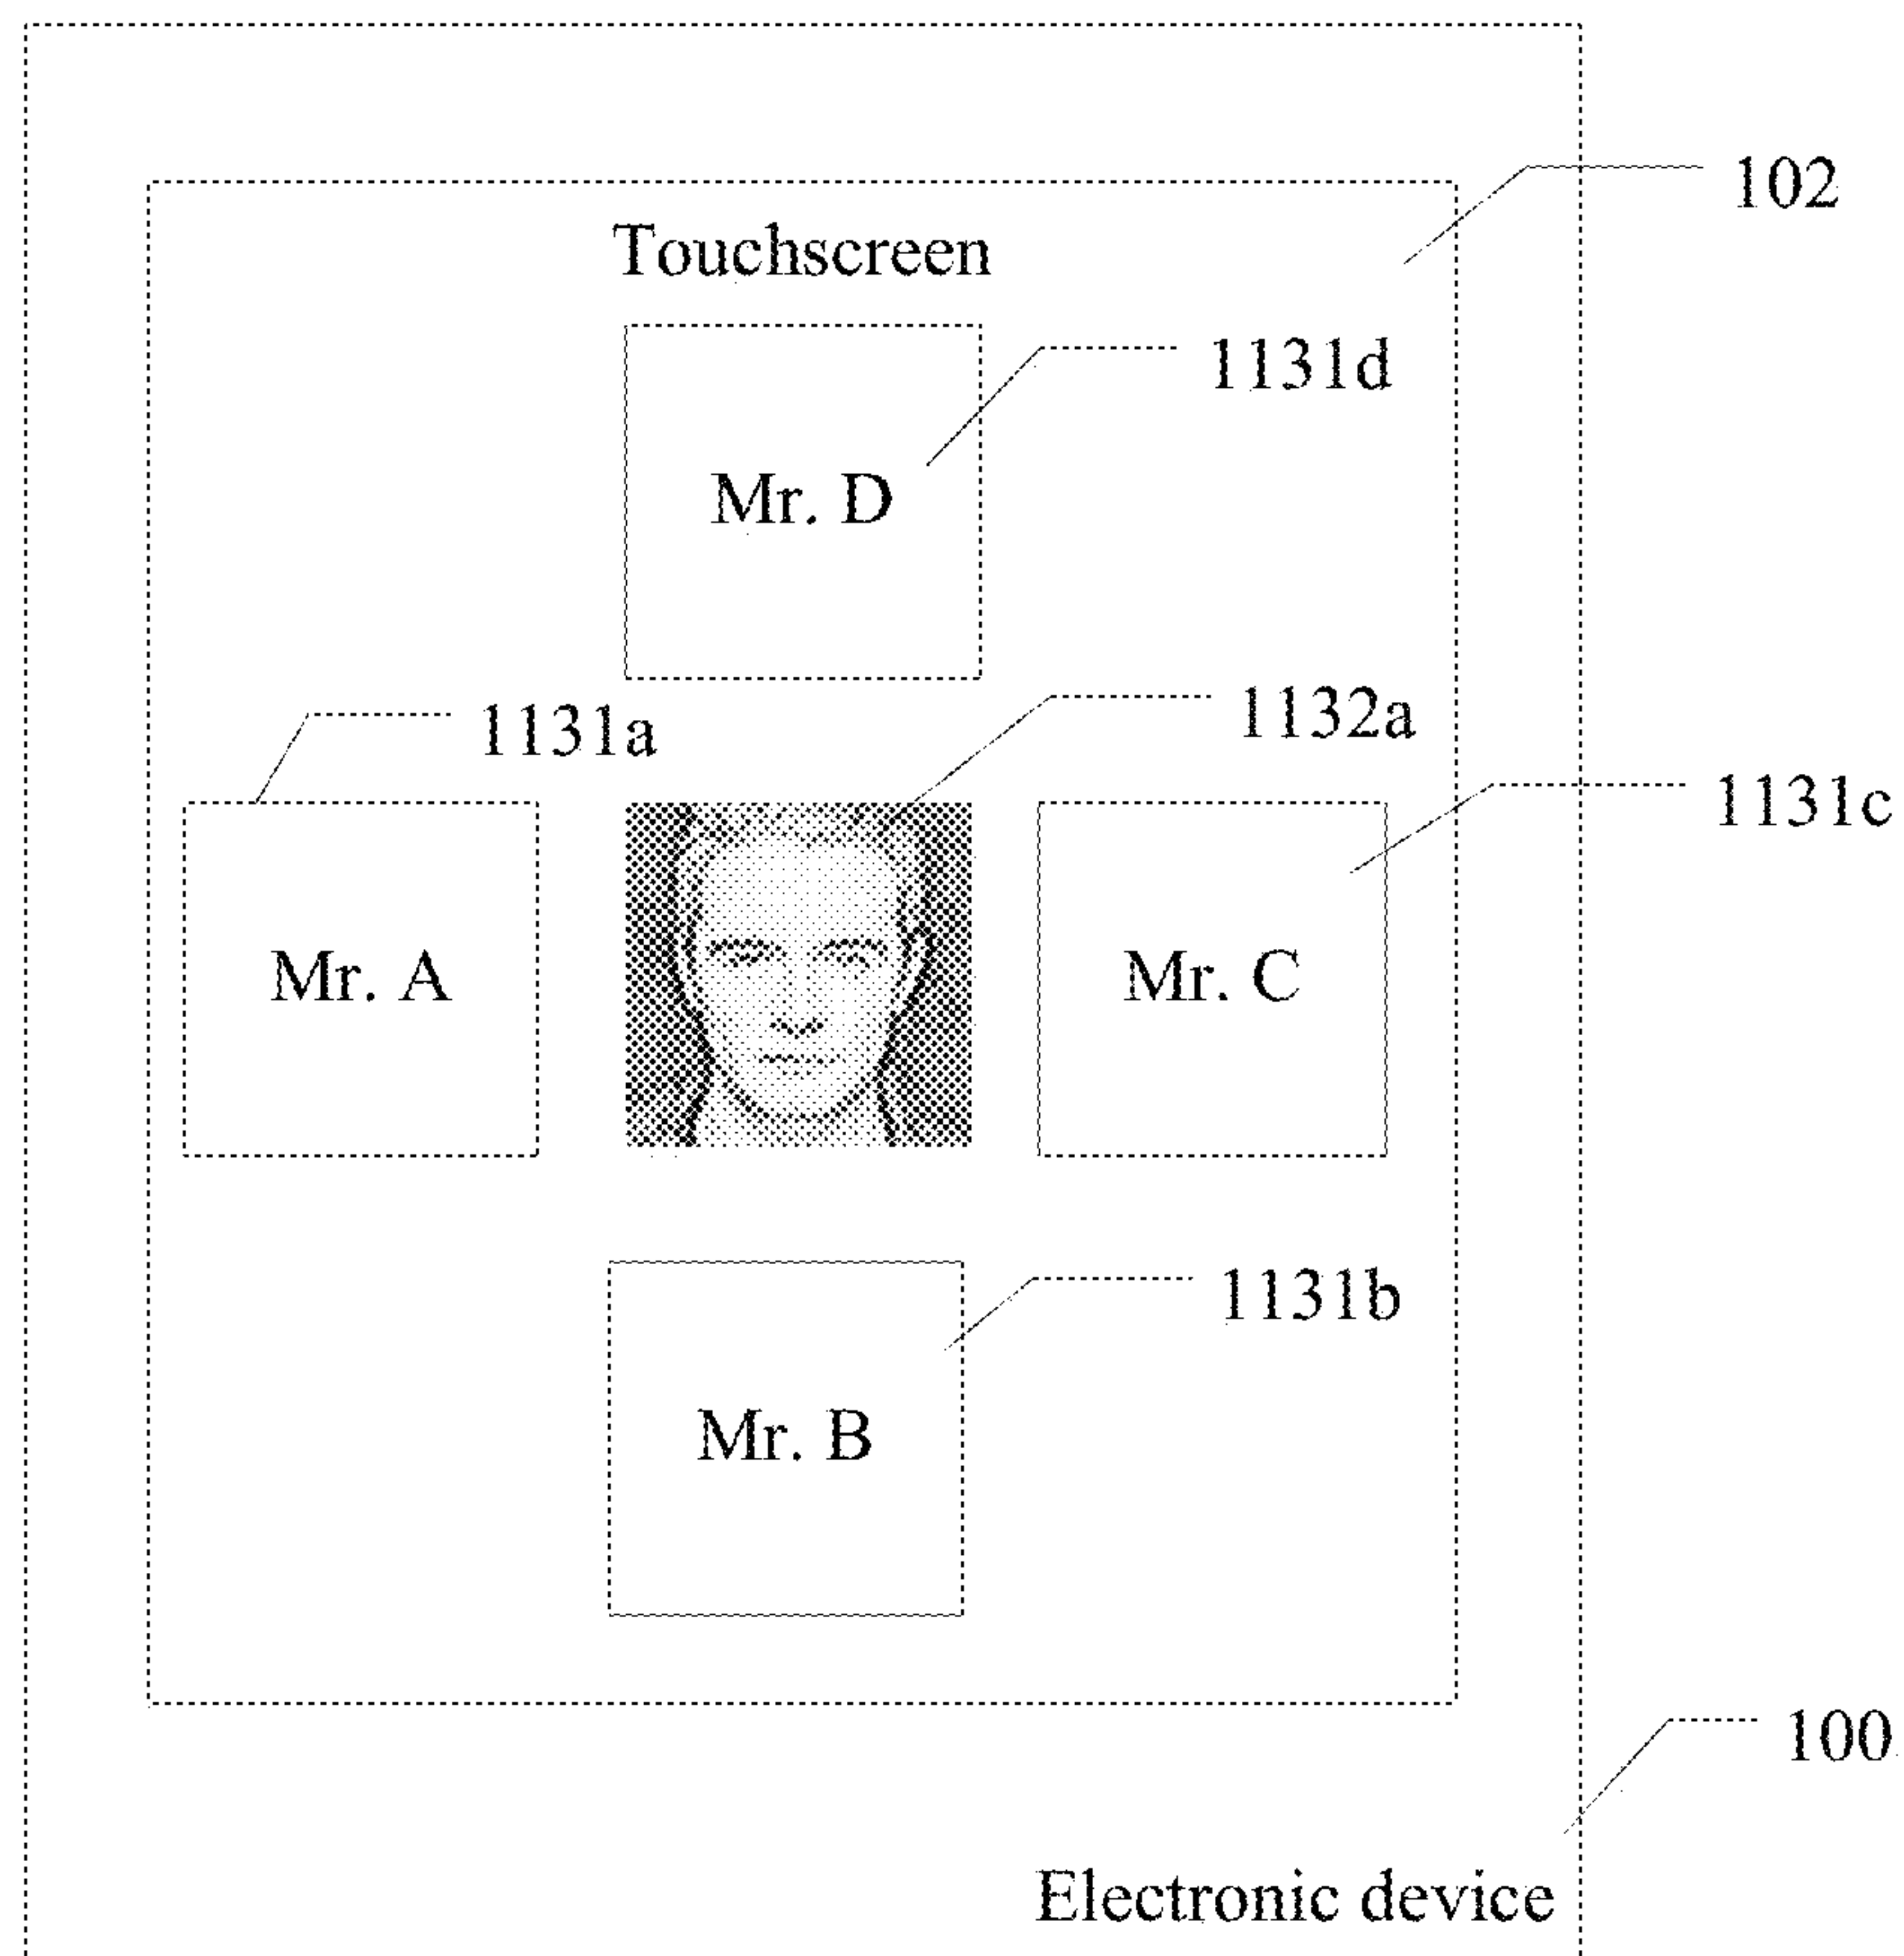 102
Touchscreen
1131d
Mr. D
1132a
1131a
1131c
Mr. A
Mr. C
1131b
Mr. B
100
Electronic device